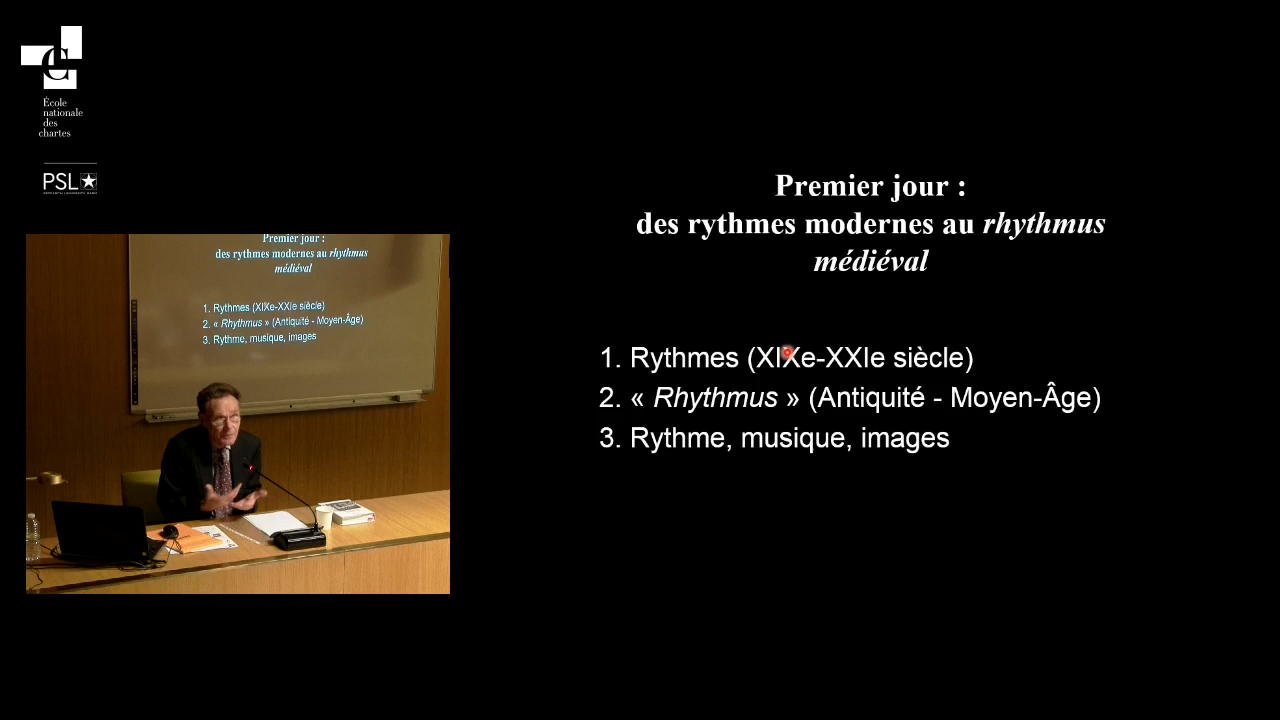 École
nationale
des
chartes
PSL
Premier jour :
des rythmes modernes au rhythmus
médiéval
1. Rythmes (XIXe-XXIe siècle)
2. « Rhythmus » (Antiquité - Moyen-Âge)
3. Rythme, musique, images
Premier jour :
des rythmes modernes au rhythmus
médiéval
1. Rythmes (XIXe-XXIe siècle)
2. « Rhythmus » (Antiquité - Moyen-Âge)
3. Rythme, musique, images